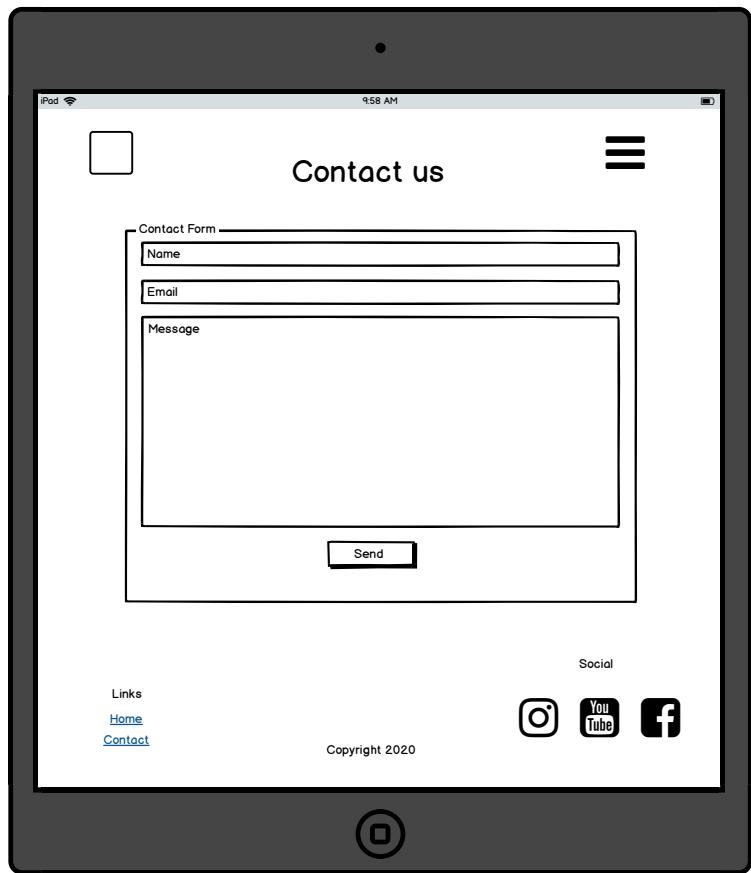 iPad 9:58 AM
Contact us
Contact Form
Name
Email
Message
Send
Social
Links
You
Tube
Home
Contact
Copyright 2020